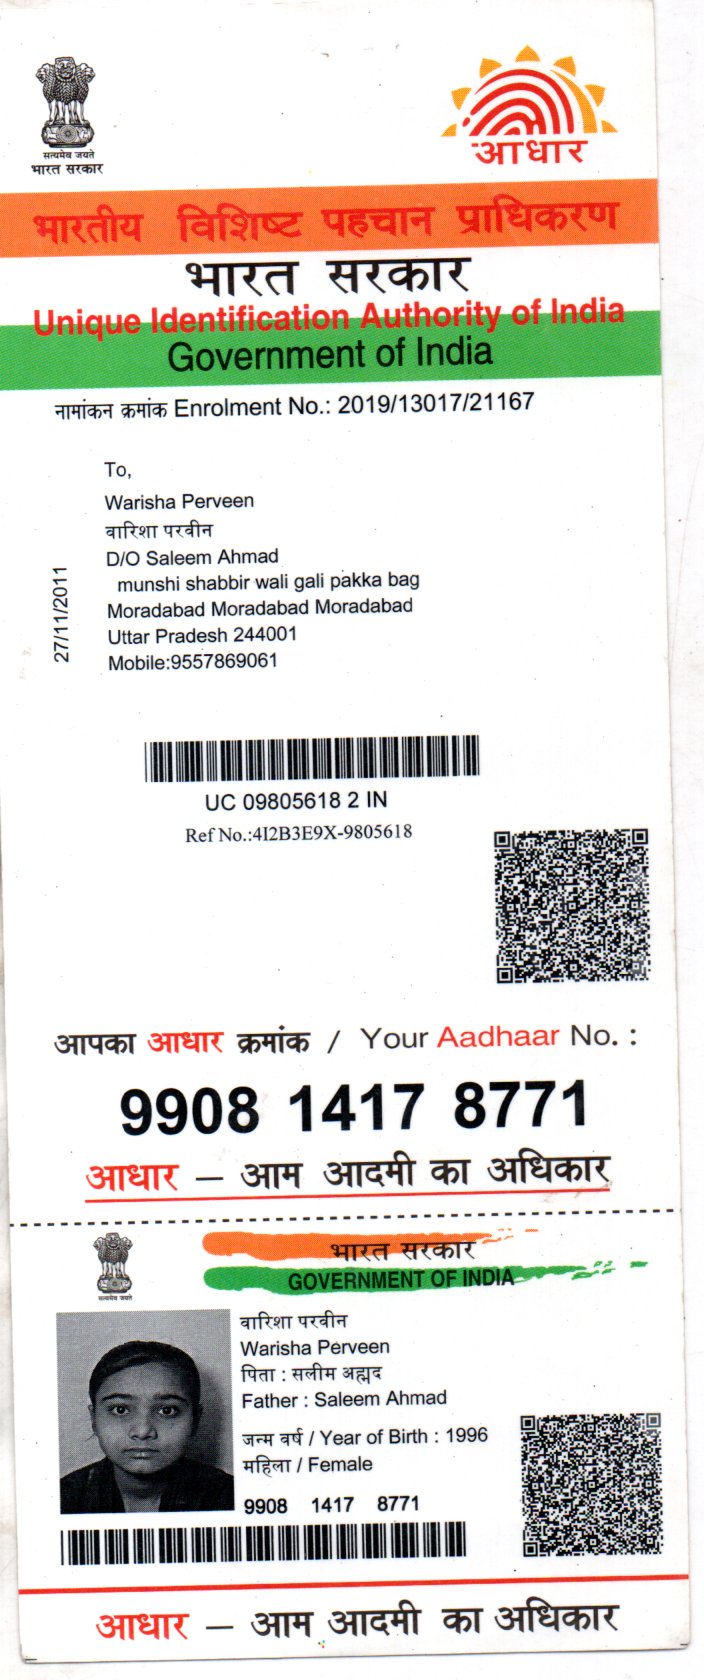 सत्यमेव जयते
भारत सरकार
आधार
भारतीय विशिष्ट पहचान प्राधिकरण
भारत सरकार
Unique Identification Authority of India
Government of India
नामांकन क्रमांक Enrolment No.: 2019/13017/21167
To,
Warisha Perveen
वारिशा परवीन
D/O Saleem Ahmad
munshi shabbir wali gali pakka bag
Moradabad Moradabad Moradabad
Uttar Pradesh 244001
Mobile:9557869061
27/11/2011
UC 09805618 2 IN
Ref No.:4I2B3E9X-9805618
आपका आधार क्रमांक / Your Aadhaar No. :
9908 1417 8771
आधार – आम आदमी का अधिकार
सत्यमेव जयते
भारत सरकार
GOVERNMENT OF INDIA
वारिशा परवीन
Warisha Perveen
पिता : सलीम अह्मद
Father : Saleem Ahmad
जन्म वर्ष / Year of Birth : 1996
महिला / Female
9908 1417 8771
आधार – आम आदमी का अधिकार